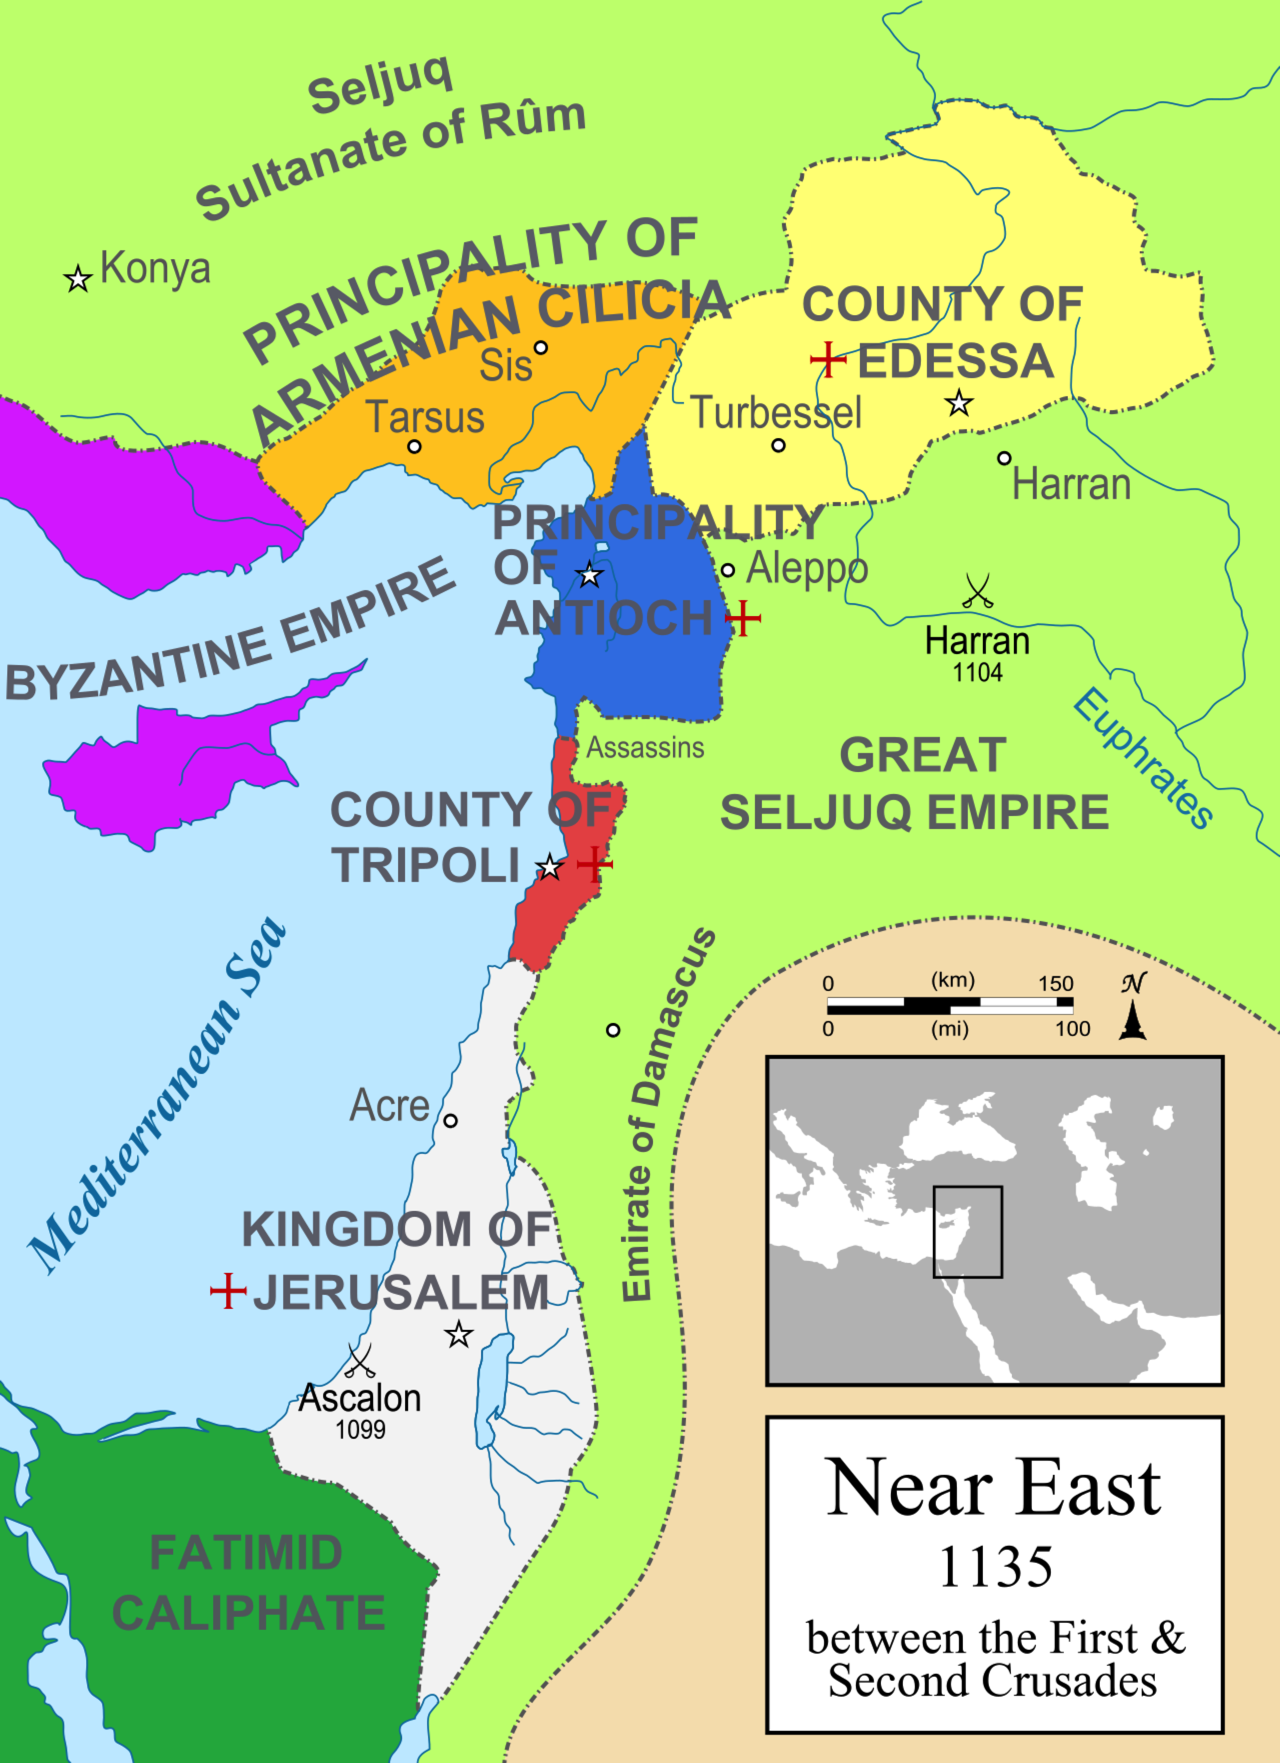 Seljuq
Sultanate of Rûm
Konya
PRINCIPALITY OF
ARMENIAN CILICIA
Sis
Tarsus
COUNTY OF
EDESSA
Turbessel
Harran
PRINCIPALITY
OF
ANTIOCH
Aleppo
Harran
1104
BYZANTINE EMPIRE
Euphrates
Assassins
GREAT
SELJUQ EMPIRE
COUNTY OF
TRIPOLI
Mediterranean Sea
Emirate of Damascus
0 (km) 150
0 (mi) 100
N
Acre
KINGDOM OF
JERUSALEM
Ascalon
1099
FATIMID
CALIPHATE
Near East
1135
between the First &
Second Crusades